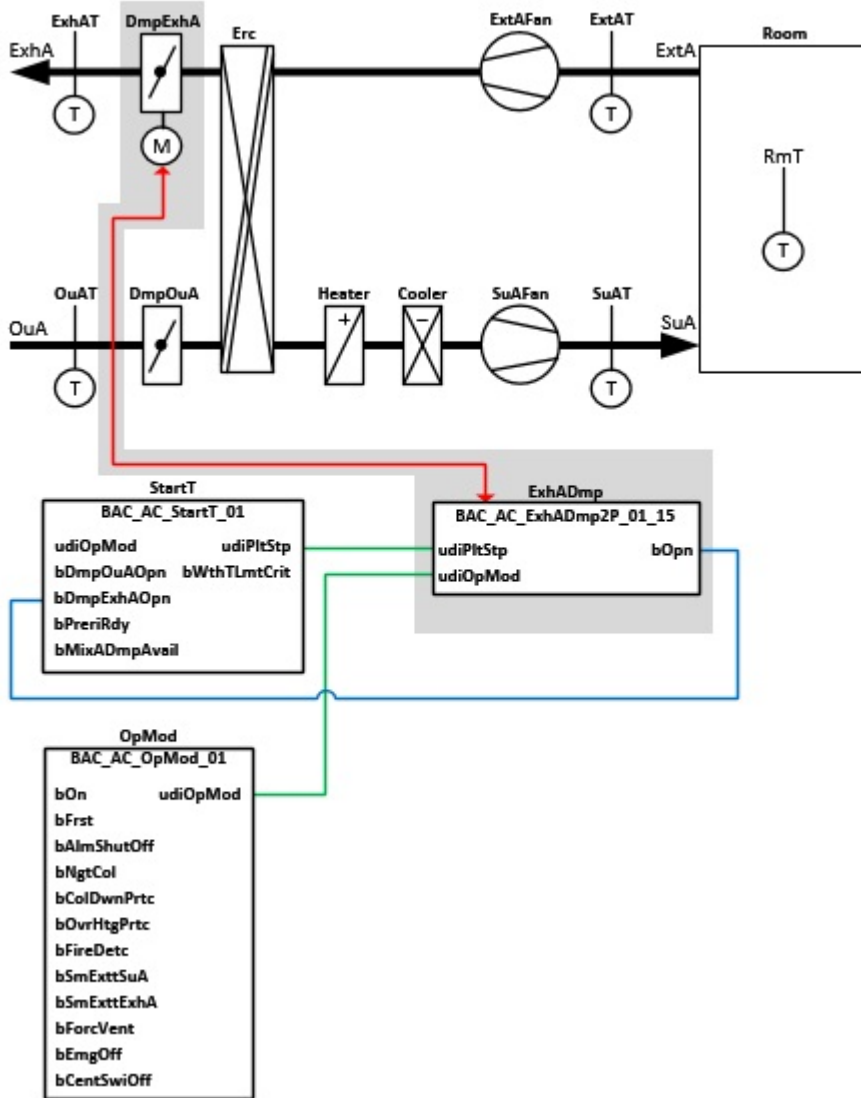 ExhAT DmpExhA Erc ExtAFan ExtAT Room
ExhA ExtA
T T
M
RmT
T
OuAT DmpOuA Heater Cooler SuAFan SuAT
OuA + − SuA
T T
StartT
BAC_AC_StartT_01
udiOpMod udiPltStp
bDmpOuAOpn bWthTLmtCrit
bDmpExhAOpn
bPreriRdy
bMixADmpAvail
ExhADmp
BAC_AC_ExhADmp2P_01_15
udiPltStp bOpn
udiOpMod
OpMod
BAC_AC_OpMod_01
bOn udiOpMod
bFrst
bAlmShutOff
bNgtCol
bColDwnPrtc
bOvrHtgPrtc
bFireDetc
bSmExttSuA
bSmExttExhA
bForcVent
bEmgOff
bCentSwiOff